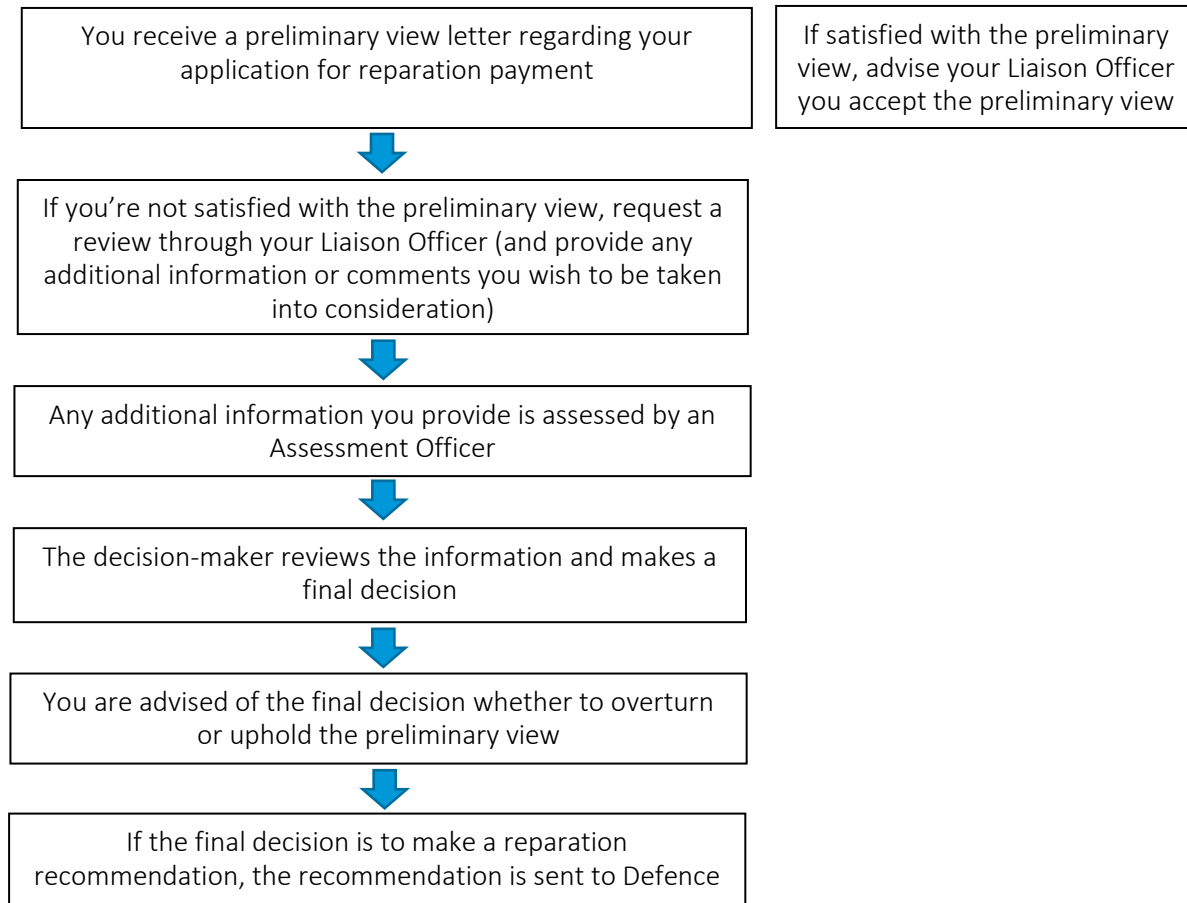 You receive a preliminary view letter regarding your
application for reparation payment
If satisfied with the preliminary
view, advise your Liaison Officer
you accept the preliminary view
If you’re not satisfied with the preliminary view, request a
review through your Liaison Officer (and provide any
additional information or comments you wish to be taken
into consideration)
Any additional information you provide is assessed by an
Assessment Officer
The decision-maker reviews the information and makes a
final decision
You are advised of the final decision whether to overturn
or uphold the preliminary view
If the final decision is to make a reparation
recommendation, the recommendation is sent to Defence